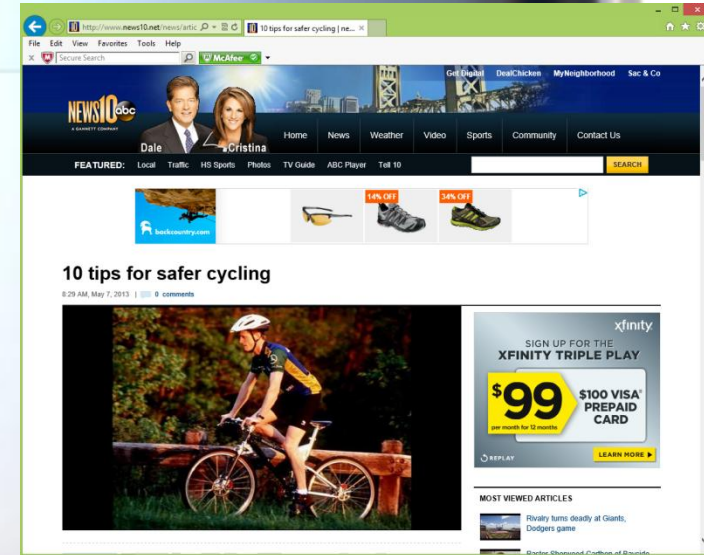 http://www.news10.net/news/artic
10 tips for safer cycling | ne...
File Edit View Favorites Tools Help
x Secure Search McAfee
Get Digital DealChicken MyNeighborhood Sac & Co
NEWS10 abc
A GANNETT COMPANY
Dale Cristina
Home News Weather Video Sports Community Contact Us
FEATURED: Local Traffic HS Sports Photos TV Guide ABC Player Tell 10 SEARCH
backcountry.com
14% OFF
34% OFF
10 tips for safer cycling
8:29 AM, May 7, 2013 | 0 comments
xfinity
SIGN UP FOR THE
XFINITY TRIPLE PLAY
$99
per month for 12 months
$100 VISA®
PREPAID
CARD
REPLAY
LEARN MORE
MOST VIEWED ARTICLES
Rivalry turns deadly at Giants,
Dodgers game